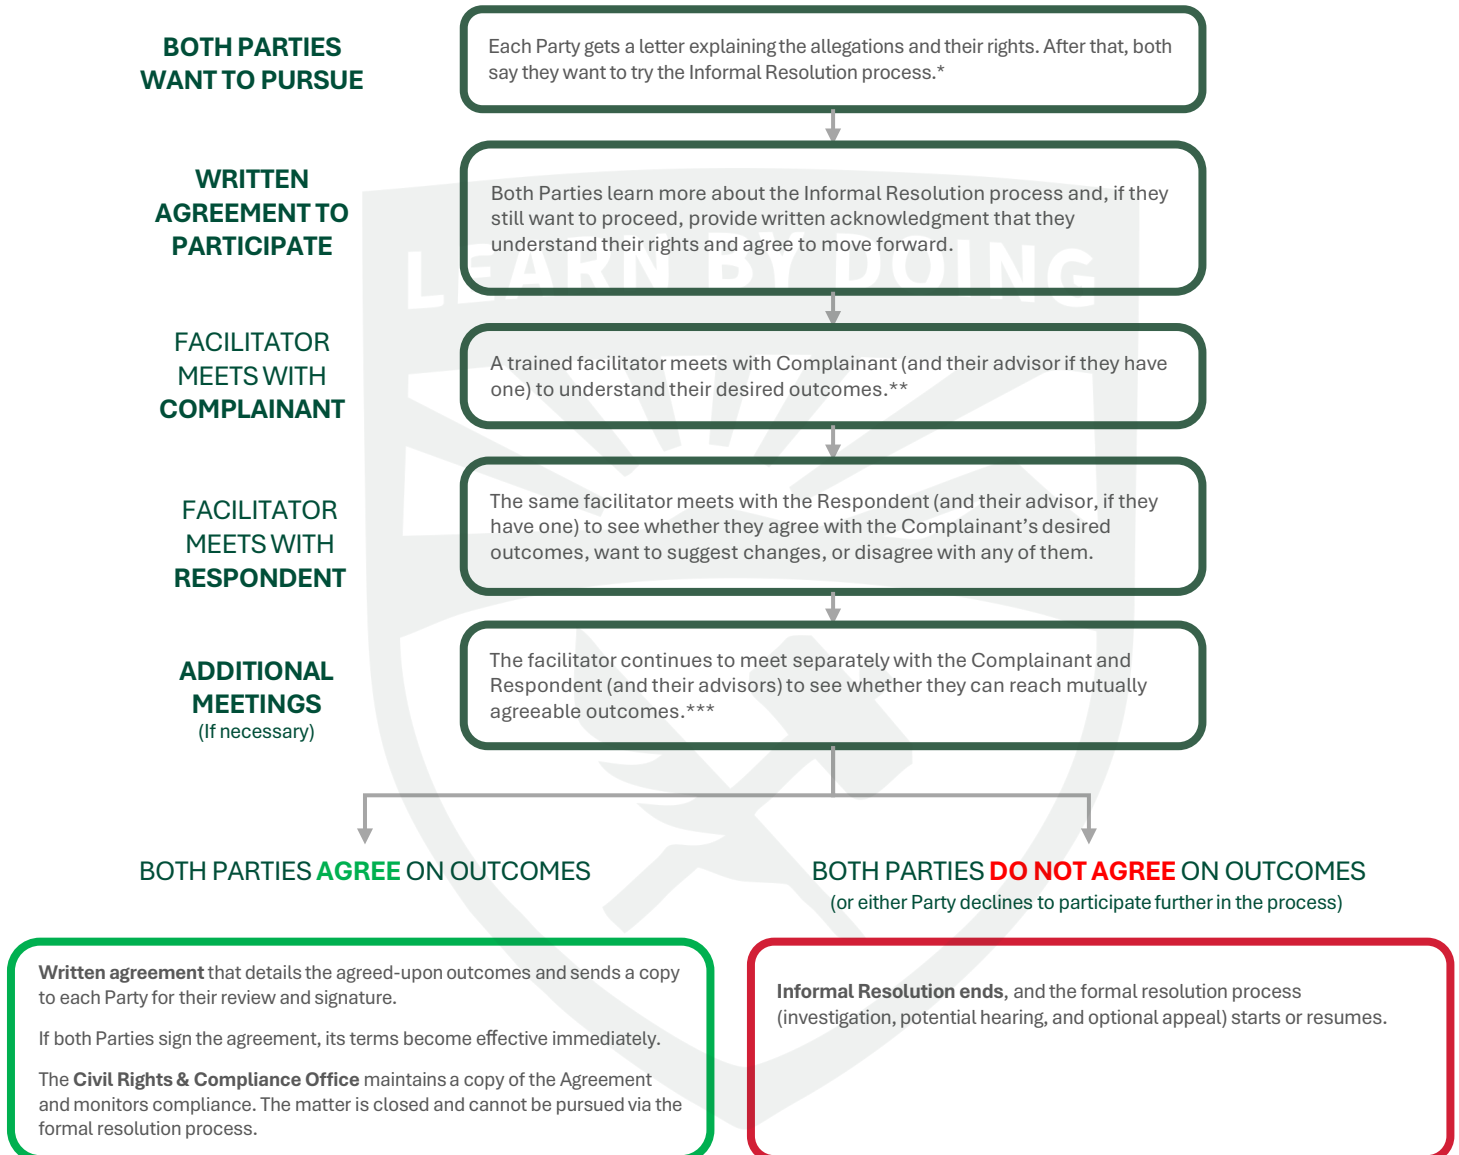 BOTH PARTIES
WANT TO PURSUE
Each Party gets a letter explaining the allegations and their rights. After that, both
say they want to try the Informal Resolution process.*
WRITTEN
AGREEMENT TO
PARTICIPATE
Both Parties learn more about the Informal Resolution process and, if they
still want to proceed, provide written acknowledgment that they
understand their rights and agree to move forward.
LEARN BY DOING
FACILITATOR
MEETS WITH
COMPLAINANT
A trained facilitator meets with Complainant (and their advisor if they have
one) to understand their desired outcomes.**
FACILITATOR
MEETS WITH
RESPONDENT
The same facilitator meets with the Respondent (and their advisor, if they
have one) to see whether they agree with the Complainant’s desired
outcomes, want to suggest changes, or disagree with any of them.
ADDITIONAL
MEETINGS
(If necessary)
The facilitator continues to meet separately with the Complainant and
Respondent (and their advisors) to see whether they can reach mutually
agreeable outcomes.***
BOTH PARTIES AGREE ON OUTCOMES
Written agreement that details the agreed-upon outcomes and sends a copy
to each Party for their review and signature.
If both Parties sign the agreement, its terms become effective immediately.
The Civil Rights & Compliance Office maintains a copy of the Agreement
and monitors compliance. The matter is closed and cannot be pursued via the
formal resolution process.
BOTH PARTIES DO NOT AGREE ON OUTCOMES
(or either Party declines to participate further in the process)
Informal Resolution ends, and the formal resolution process
(investigation, potential hearing, and optional appeal) starts or resumes.